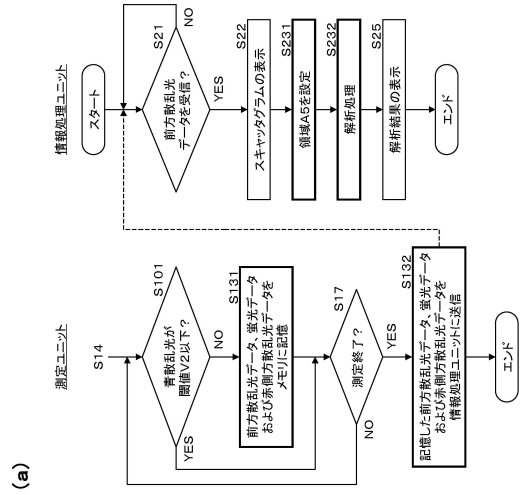 (a)
測定ユニット
S14
青散乱光が
閾値V2以下?
S101
YES
NO
S131
前方散乱光データ、蛍光データ
および赤側方散乱光データを
メモリに記憶
測定終了?
S17
NO
YES
S132
記憶した前方散乱光データ、蛍光データ
および赤側方散乱光データを
情報処理ユニットに送信
エンド
情報処理ユニット
スタート
前方散乱光
データを受信?
S21
NO
YES
S22
スキャッタグラムの表示
S231
領域A5を設定
S232
解析処理
S25
解析結果の表示
エンド